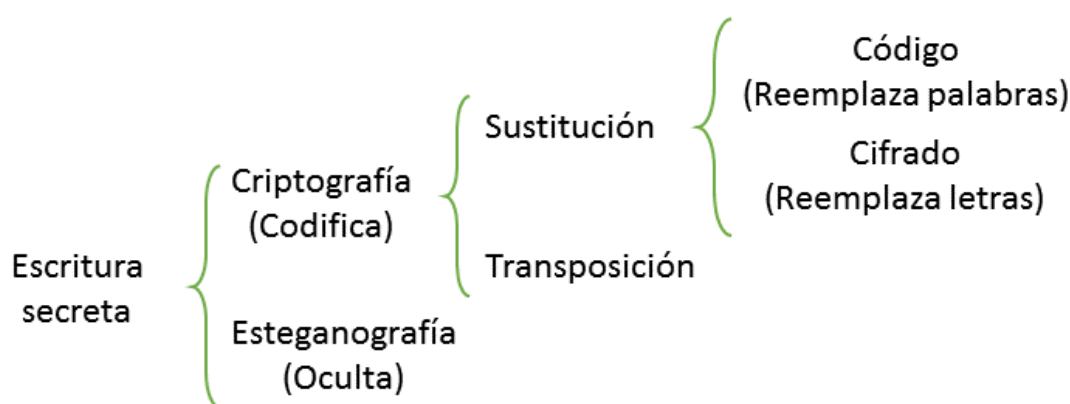 Escritura
secreta
Criptografía
(Codifica)
Esteganografía
(Oculta)
Sustitución
Transposición
Código
(Reemplaza palabras)
Cifrado
(Reemplaza letras)